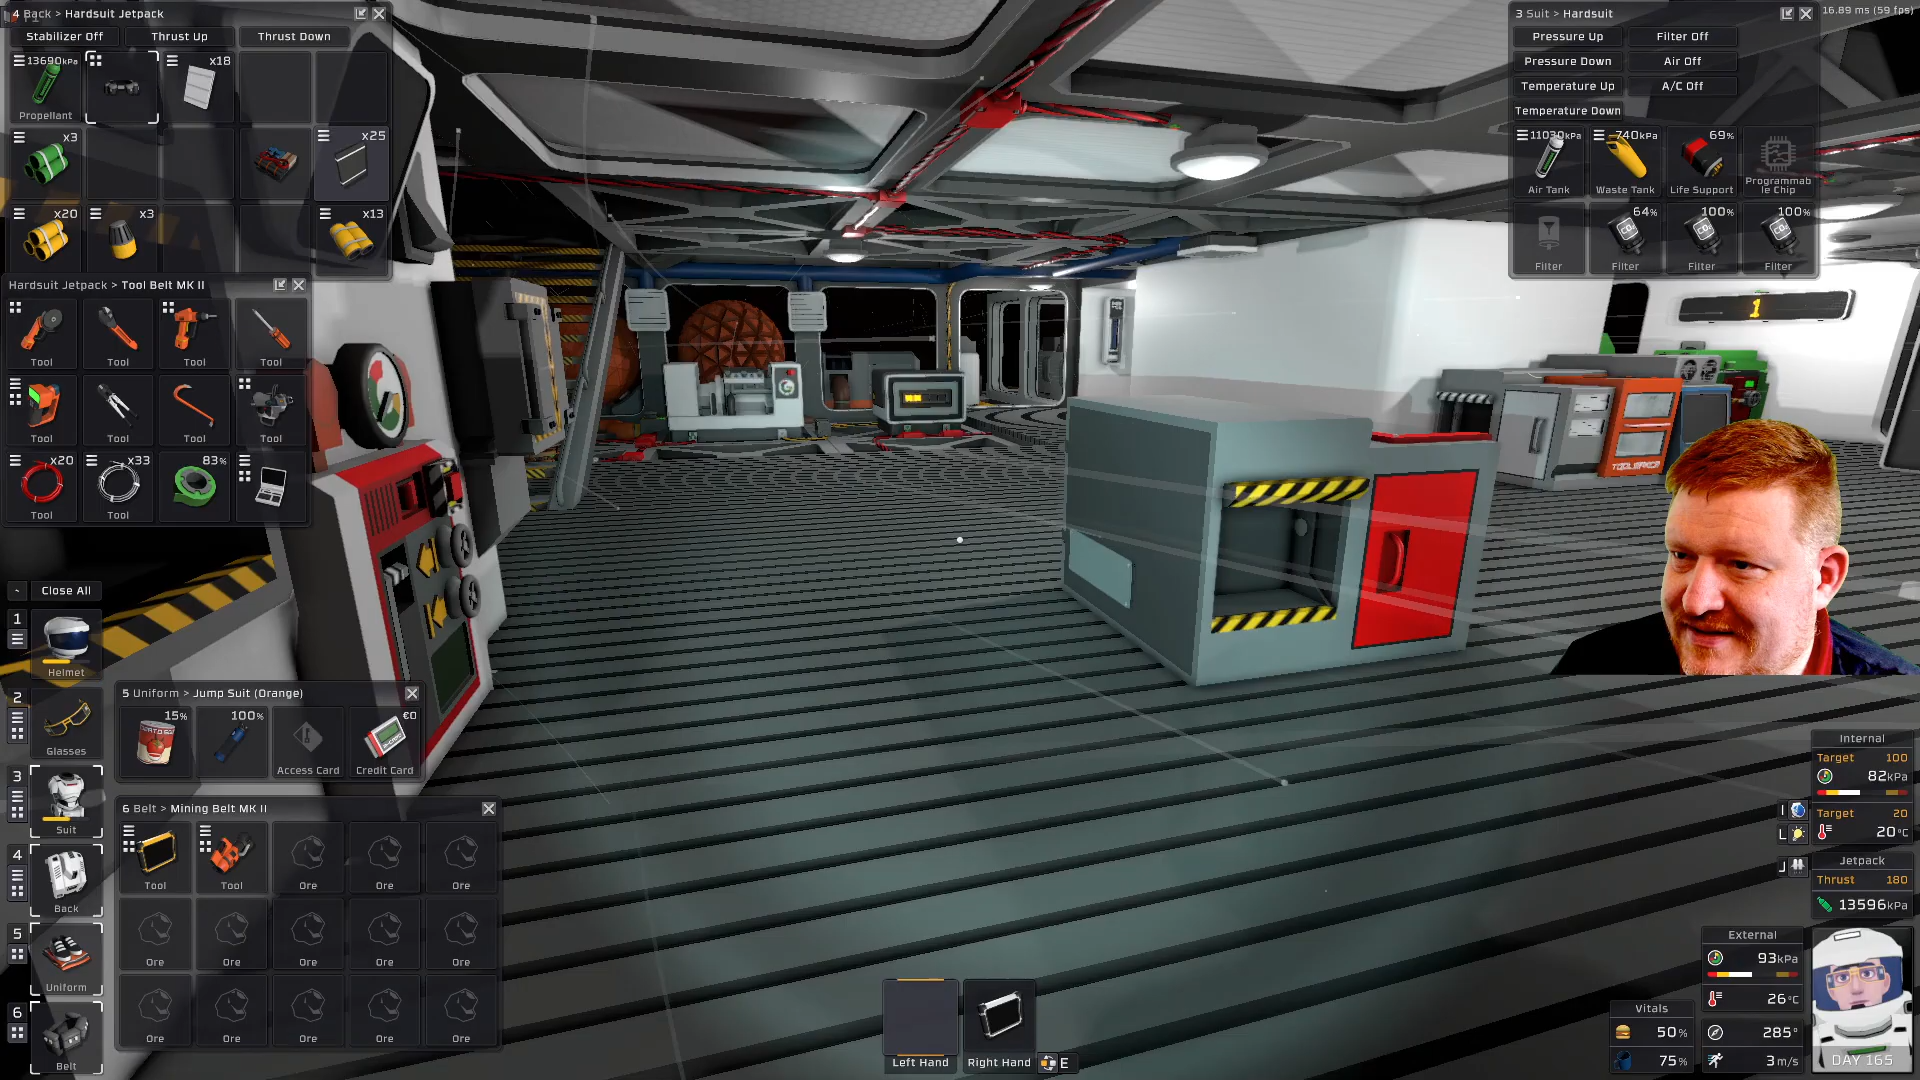 4 Back > Hardsuit Jetpack
Stabilizer Off
Thrust Up
Thrust Down
13690kPa
x18
Propellant
x3
x25
x20
x3
x13
Hardsuit Jetpack > Tool Belt MK II
Tool
Tool
Tool
Tool
Tool
Tool
Tool
Tool
x20
x33
83%
Tool
Tool
~
Close All
1
Helmet
2
Glasses
3
Suit
4
Back
5
Uniform
6
Belt
5 Uniform > Jump Suit (Orange)
15%
100%
€0
Access Card
Credit Card
6 Belt > Mining Belt MK II
Tool
Tool
Ore
Ore
Ore
Ore
Ore
Ore
Ore
Ore
Ore
Ore
Ore
Ore
Ore
Left Hand
Right Hand
E
3 Suit > Hardsuit
16.89 ms (59 fps)
Pressure Up
Filter Off
Pressure Down
Air Off
Temperature Up
A/C Off
Temperature Down
11030kPa
740kPa
69%
Air Tank
Waste Tank
Life Support
Programmab
le Chip
64%
100%
100%
Filter
Filter
Filter
Filter
1
TOOLMAKER
Internal
Target 100
82kPa
Target 20
20°C
I
L
J
Jetpack
Thrust 180
13596kPa
External
93kPa
26°C
285°
3m/s
Vitals
50%
75%
DAY 165